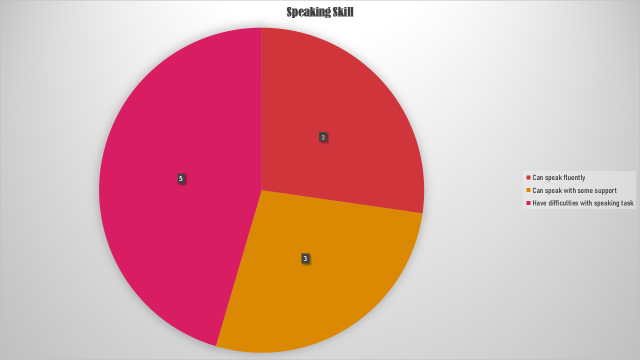 Speaking Skill
3
5
3
Can speak fluently
Can speak with some support
Have difficulties with speaking task